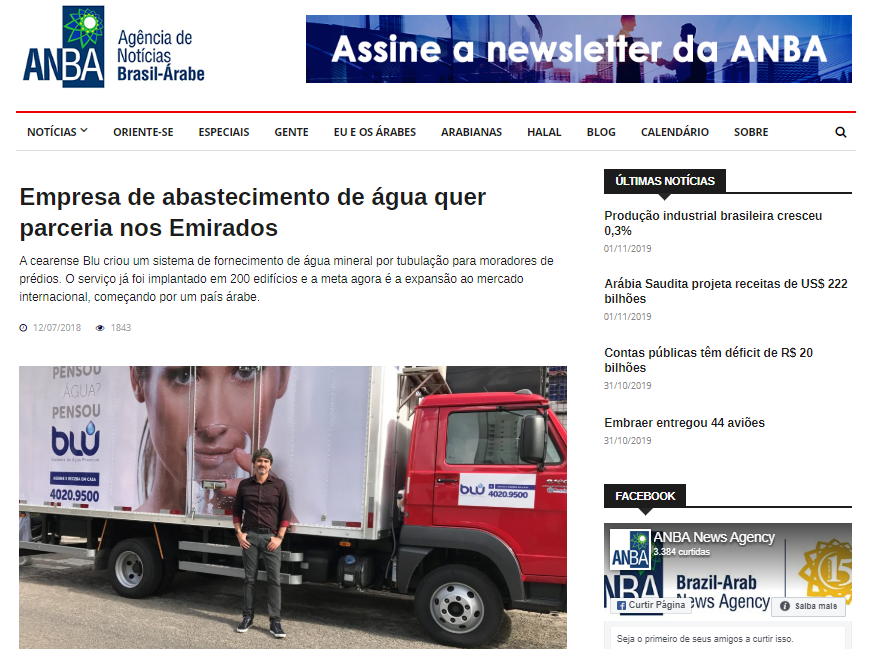 ANBA
Agência de
Notícias
Brasil-Árabe
Assine a newsletter da ANBA
NOTÍCIAS
ORIENTE-SE
ESPECIAIS
GENTE
EU E OS ÁRABES
ARABIANAS
HALAL
BLOG
CALENDÁRIO
SOBRE
Empresa de abastecimento de água quer
parceria nos Emirados
A cearense Blu criou um sistema de fornecimento de água mineral por tubulação para moradores de
prédios. O serviço já foi implantado em 200 edifícios e a meta agora é a expansão ao mercado
internacional, começando por um país árabe.
12/07/2018
1843
PENSOU
ÁGUA?
PENSOU
blû
4020.9500
blû
4020.9500
ÚLTIMAS NOTÍCIAS
Produção industrial brasileira cresceu
0,3%
01/11/2019
Arábia Saudita projeta receitas de US$ 222
bilhões
01/11/2019
Contas públicas têm déficit de R$ 20
bilhões
31/10/2019
Embraer entregou 44 aviões
31/10/2019
FACEBOOK
ANBA
ANBA News Agency
3.384 curtidas
Brazil-Arab
News Agency
15
Curtir Página
Saiba mais
Seja o primeiro de seus amigos a curtir isso.